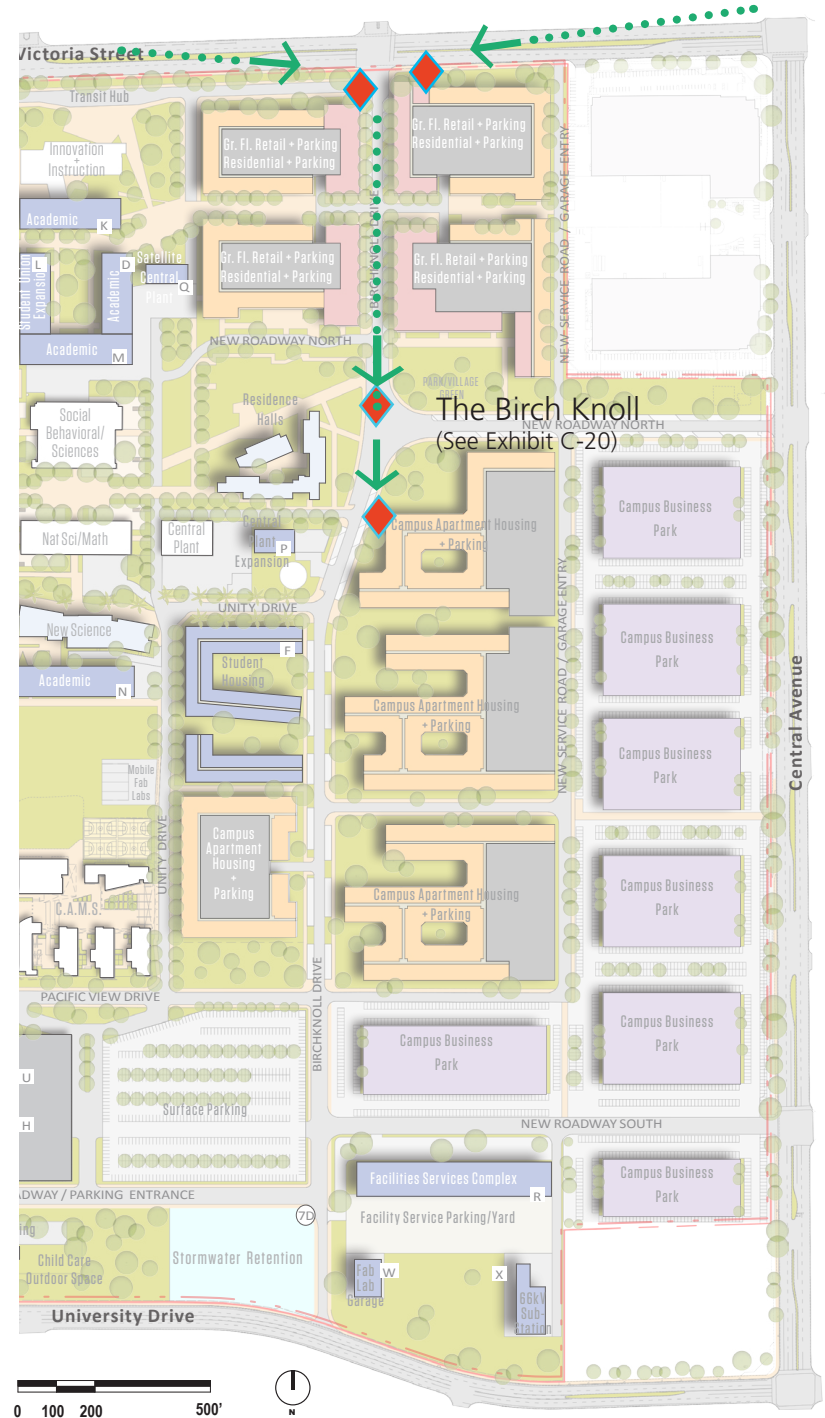 Victoria Street
Transit Hub
Innovation
+
Instruction
Gr. Fl. Retail + Parking
Residential + Parking
Gr. Fl. Retail + Parking
Residential + Parking
Academic
K
BIRCHKNOLL DRIVE
NEW SERVICE ROAD / GARAGE ENTRY
L
Student Union
Expansion
D
Academic
Satellite
Central
Plant
Q
Gr. Fl. Retail + Parking
Residential + Parking
Gr. Fl. Retail + Parking
Residential + Parking
Academic
M
NEW ROADWAY NORTH
PARK/VILLAGE
GREEN
Residence
Halls
The Birch Knoll
(See Exhibit C-20)
NEW ROADWAY NORTH
Social
Behavioral/
Sciences
Campus Business
Park
Nat Sci/Math
Central
Plant
Central
Plant
Expansion
P
Campus Apartment Housing
+ Parking
NEW SERVICE ROAD / GARAGE ENTRY
UNITY DRIVE
New Science
Campus Business
Park
Student
Housing
F
Academic
N
Campus Apartment Housing
+ Parking
Central Avenue
Campus Business
Park
Mobile
Fab
Labs
UNITY DRIVE
Campus
Apartment
Housing
+
Parking
Campus Apartment Housing
+ Parking
Campus Business
Park
C.A.M.S.
BIRCHKNOLL DRIVE
PACIFIC VIEW DRIVE
Campus Business
Park
Campus Business
Park
U
H
Surface Parking
NEW ROADWAY SOUTH
Facilities Services Complex
R
Campus Business
Park
ADWAY / PARKING ENTRANCE
7D
Facility Service Parking/Yard
ing
Child Care
Outdoor Space
Stormwater Retention
Fab
Lab
Garage
W
X
66kV
Sub-
Station
University Drive
0 100 200 500'
N